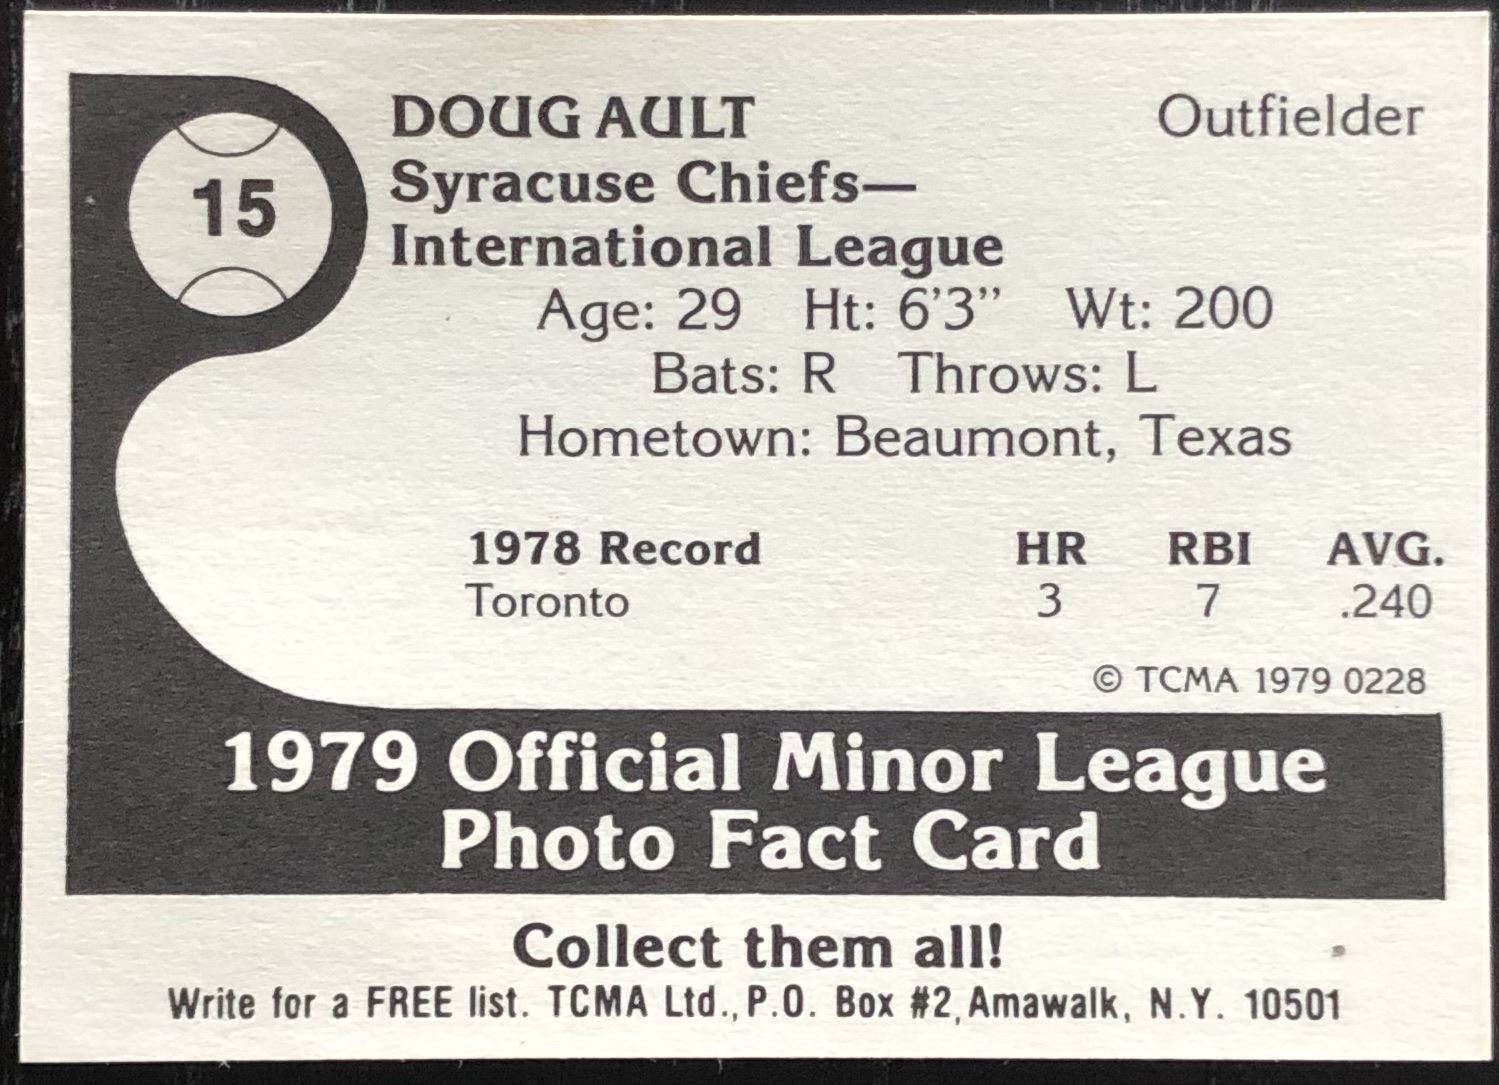 15
DOUG AULT Outfielder
Syracuse Chiefs—
International League
Age: 29 Ht: 6'3" Wt: 200
Bats: R Throws: L
Hometown: Beaumont, Texas
1978 Record HR RBI AVG.
Toronto 3 7 .240
© TCMA 1979 0228
1979 Official Minor League
Photo Fact Card
Collect them all!
Write for a FREE list. TCMA Ltd., P.O. Box #2, Amawalk, N.Y. 10501